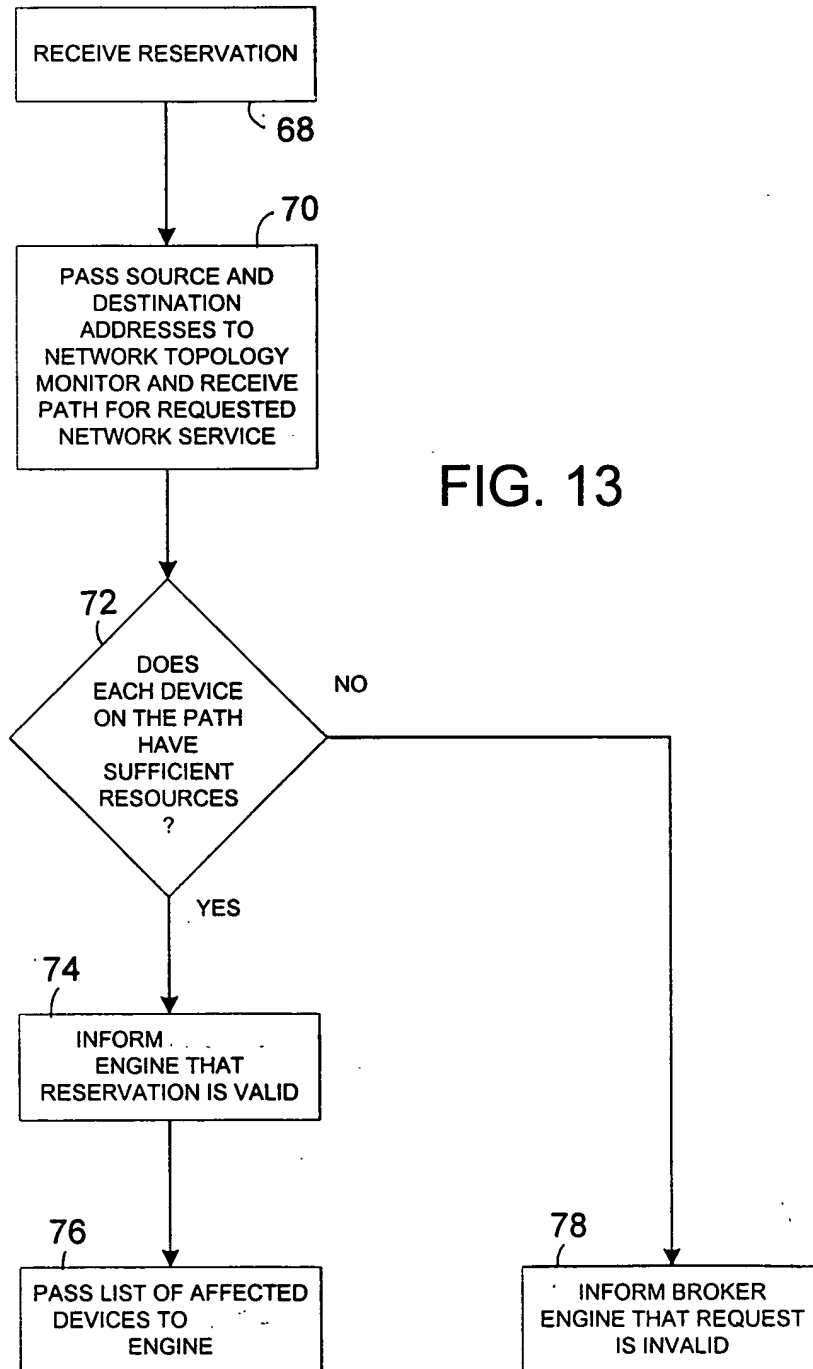 RECEIVE RESERVATION
68
70
PASS SOURCE AND
DESTINATION
ADDRESSES TO
NETWORK TOPOLOGY
MONITOR AND RECEIVE
PATH FOR REQUESTED
NETWORK SERVICE
FIG. 13
72
DOES
EACH DEVICE
ON THE PATH
HAVE
SUFFICIENT
RESOURCES
?
NO
YES
74
INFORM
ENGINE THAT
RESERVATION IS VALID
76
PASS LIST OF AFFECTED
DEVICES TO
ENGINE
78
INFORM BROKER
ENGINE THAT REQUEST
IS INVALID